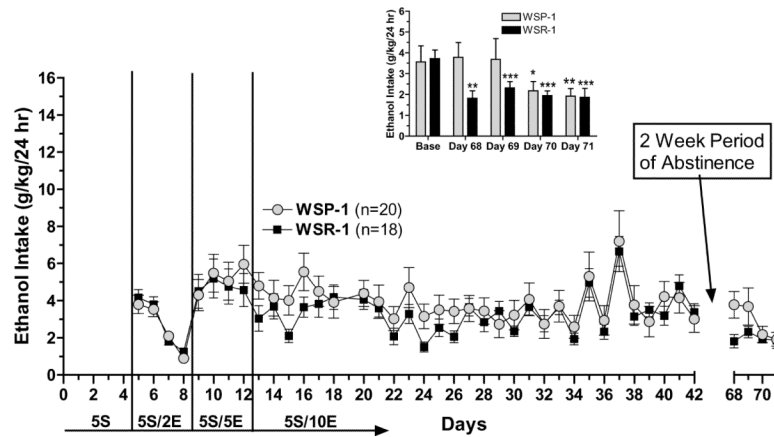 Ethanol Intake (g/kg/24 hr)
6
5
4
3
2
1
0
WSP-1
WSR-1
** *** * *** ** ***
Base Day 68 Day 69 Day 70 Day 71
Ethanol Intake (g/kg/24 hr)
16
14
12
10
8
6
4
2
0
2 Week Period
of Abstinence
WSP-1 (n=20)
WSR-1 (n=18)
0 2 4 6 8 10 12 14 16 18 20 22 24 26 28 30 32 34 36 38 40 42 68 70
5S 5S/2E 5S/5E 5S/10E
Days